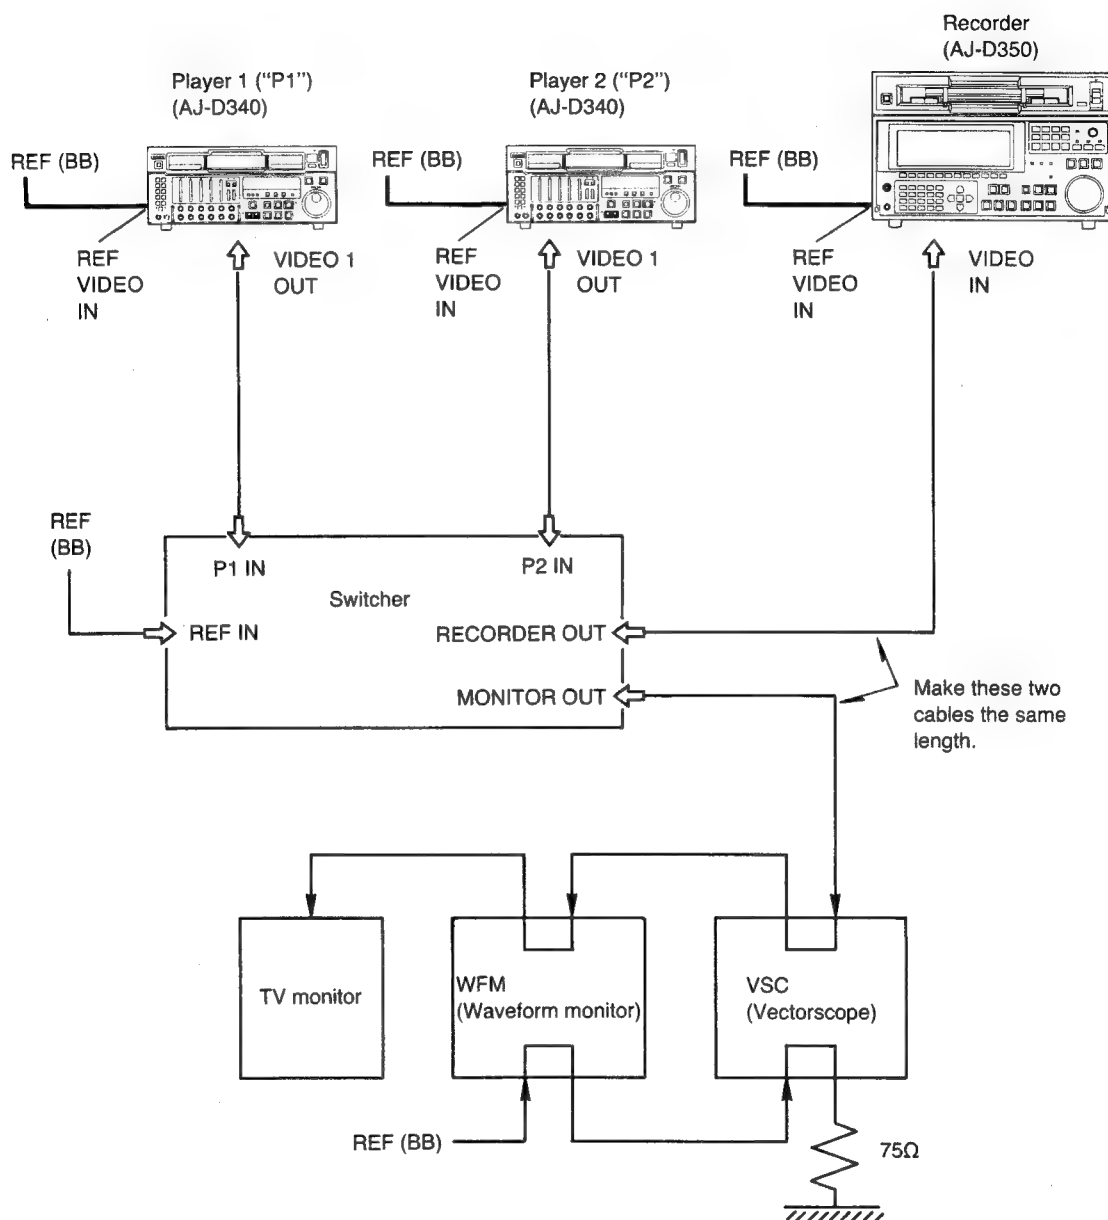 Recorder
(AJ-D350)
Player 1 (“P1”)
(AJ-D340)
Player 2 (“P2”)
(AJ-D340)
REF (BB)
REF (BB)
REF (BB)
REF
VIDEO
IN
VIDEO 1
OUT
REF
VIDEO
IN
VIDEO 1
OUT
REF
VIDEO
IN
VIDEO
IN
REF
(BB)
P1 IN
P2 IN
Switcher
REF IN
RECORDER OUT
MONITOR OUT
Make these two
cables the same
length.
TV monitor
WFM
(Waveform monitor)
VSC
(Vectorscope)
REF (BB)
75Ω